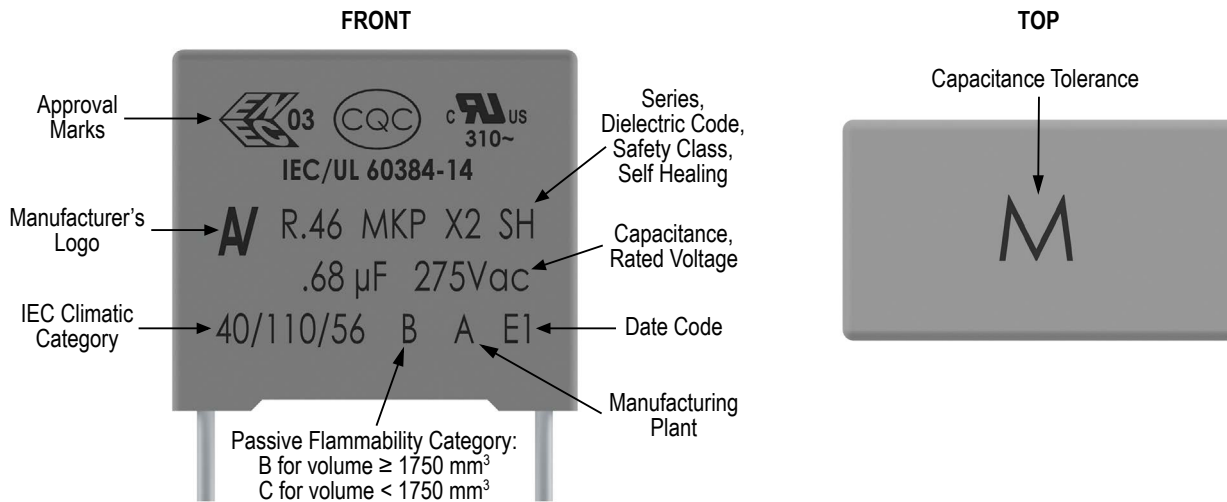 FRONT
TOP
Approval
Marks
ENEC 03
CQC
C RU US
310~
IEC/UL 60384-14
Series,
Dielectric Code,
Safety Class,
Self Healing
Capacitance Tolerance
Manufacturer's
Logo
R.46 MKP X2 SH
.68 µF 275Vac
Capacitance,
Rated Voltage
M
IEC Climatic
Category
40/110/56 B A E1
Date Code
Manufacturing
Plant
Passive Flammability Category:
B for volume ≥ 1750 mm³
C for volume < 1750 mm³